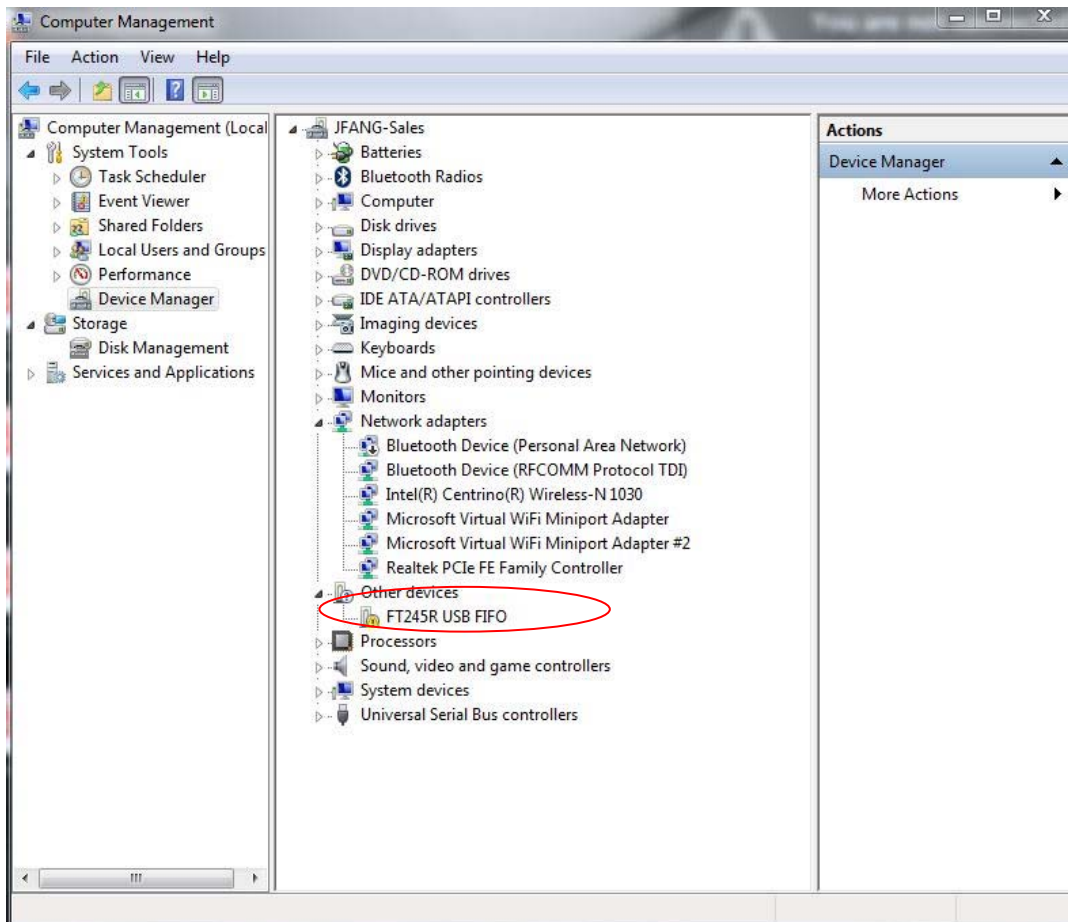 Computer Management
File Action View Help
Computer Management (Local
System Tools
Task Scheduler
Event Viewer
Shared Folders
Local Users and Groups
Performance
Device Manager
Storage
Disk Management
Services and Applications
JFANG-Sales
Batteries
Bluetooth Radios
Computer
Disk drives
Display adapters
DVD/CD-ROM drives
IDE ATA/ATAPI controllers
Imaging devices
Keyboards
Mice and other pointing devices
Monitors
Network adapters
Bluetooth Device (Personal Area Network)
Bluetooth Device (RFCOMM Protocol TDI)
Intel(R) Centrino(R) Wireless-N 1030
Microsoft Virtual WiFi Miniport Adapter
Microsoft Virtual WiFi Miniport Adapter #2
Realtek PCIe FE Family Controller
Other devices
FT245R USB FIFO
Processors
Sound, video and game controllers
System devices
Universal Serial Bus controllers
Actions
Device Manager
More Actions